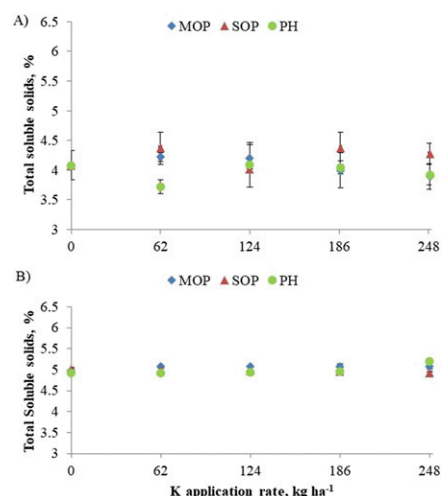 A)
MOP SOP PH
Total soluble solids, %
6.5
6
5.5
5
4.5
4
3.5
3
0 62 124 186 248
B)
MOP SOP PH
Total Soluble solids, %
6.5
6
5.5
5
4.5
4
3.5
3
0 62 124 186 248
K application rate, kg ha-1